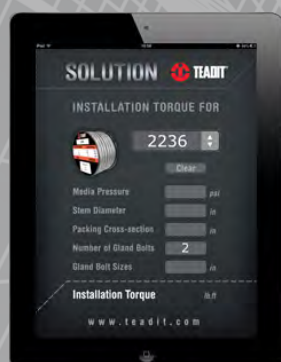 SOLUTION TEADIT
INSTALLATION TORQUE FOR
2236
Clear
Media Pressure psi
Stem Diameter in
Packing Cross-section in
Number of Gland Bolts 2
Gland Bolt Sizes in
Installation Torque lb.ft
www.teadit.com